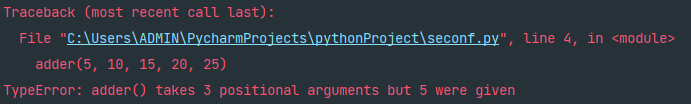 Traceback (most recent call last):
  File "C:\Users\ADMIN\PycharmProjects\pythonProject\seconf.py", line 4, in <module>
    adder(5, 10, 15, 20, 25)
TypeError: adder() takes 3 positional arguments but 5 were given